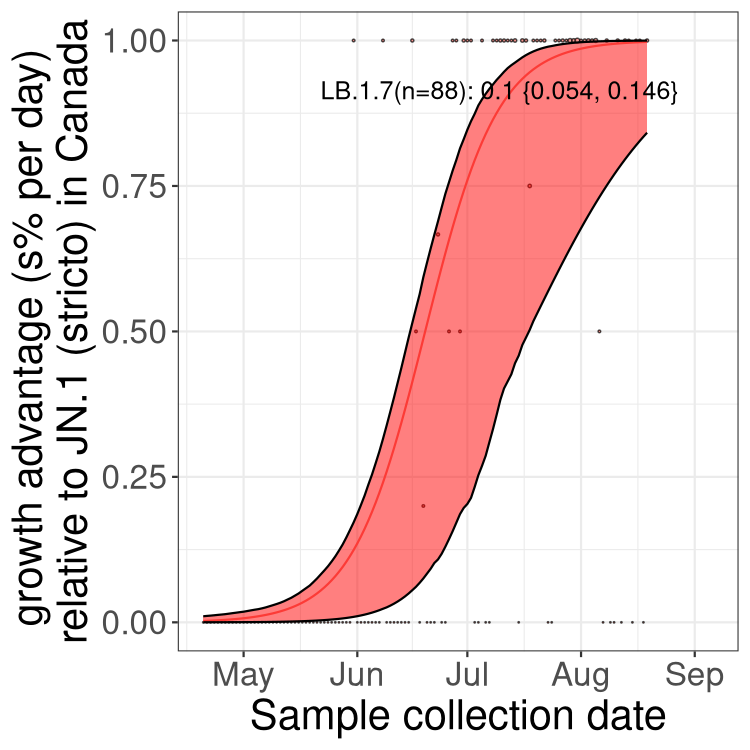 growth advantage (s% per day)
relative to JN.1 (stricto) in Canada
1.00
0.75
0.50
0.25
0.00
LB.1.7(n=88): 0.1 {0.054, 0.146}
May Jun Jul Aug Sep
Sample collection date